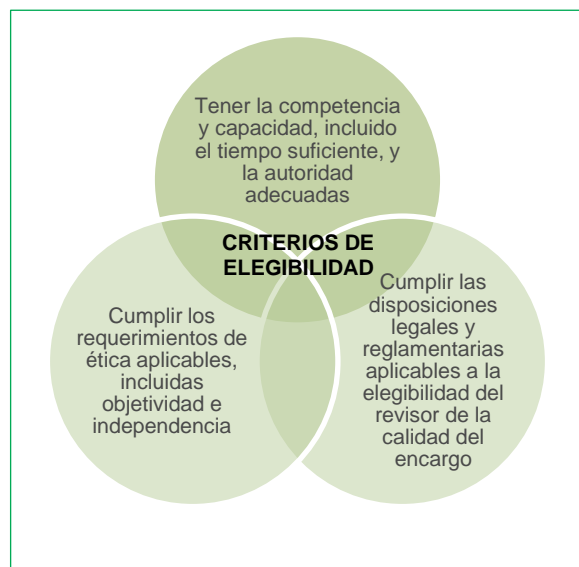 Tener la competencia
y capacidad, incluido
el tiempo suficiente, y
la autoridad
adecuadas
CRITERIOS DE
ELEGIBILIDAD
Cumplir los
requerimientos de
ética aplicables,
incluidas
objetividad e
independencia
Cumplir las
disposiciones
legales y
reglamentarias
aplicables a la
elegibilidad del
revisor de la
calidad del
encargo